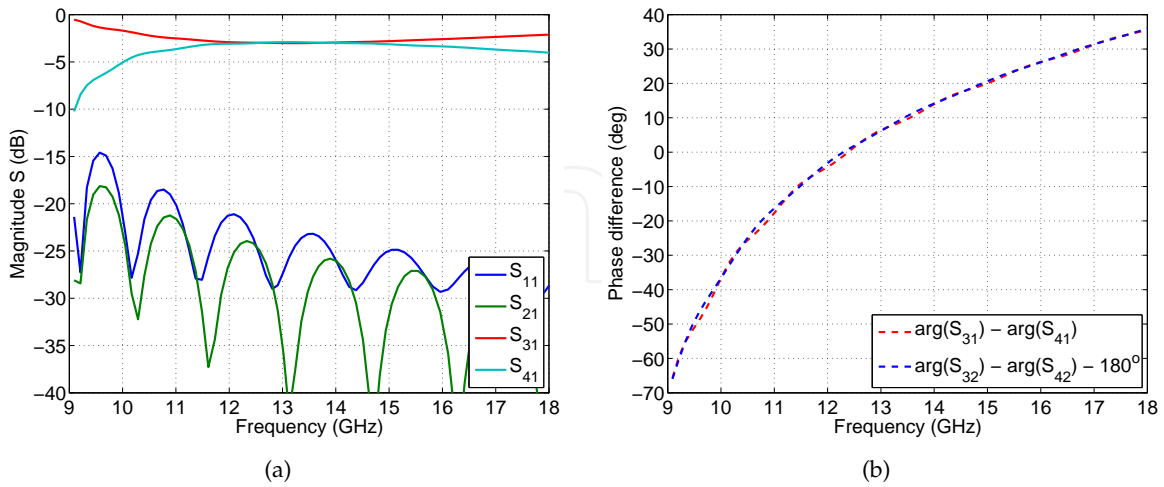 0
−5
−10
−15
−20
−25
−30
−35
−40
Magnitude S (dB)
9 10 11 12 13 14 15 16 17 18
Frequency (GHz)
S11
S21
S31
S41
(a)
40
30
20
10
0
−10
−20
−30
−40
−50
−60
−70
Phase difference (deg)
9 10 11 12 13 14 15 16 17 18
Frequency (GHz)
arg(S31) − arg(S41)
arg(S32) − arg(S42) − 180°
(b)